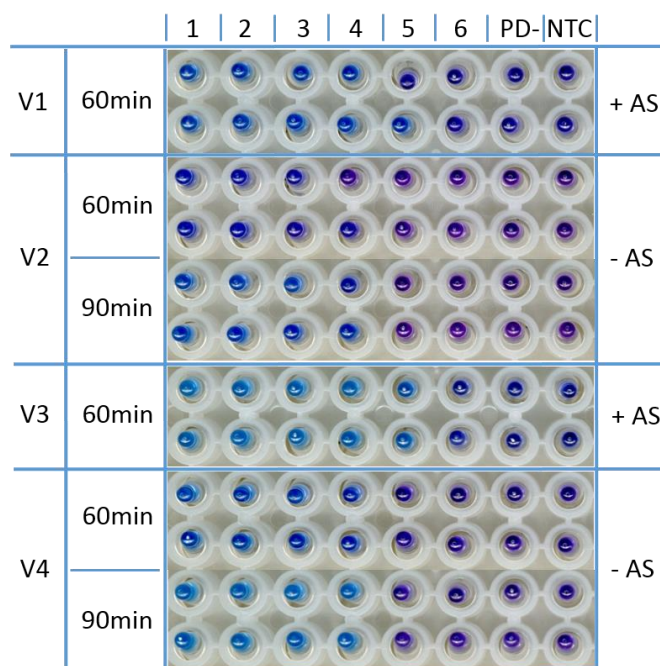 1 2 3 4 5 6 PD- NTC
V1 60min + AS
V2 60min - AS
90min
V3 60min + AS
V4 60min - AS
90min